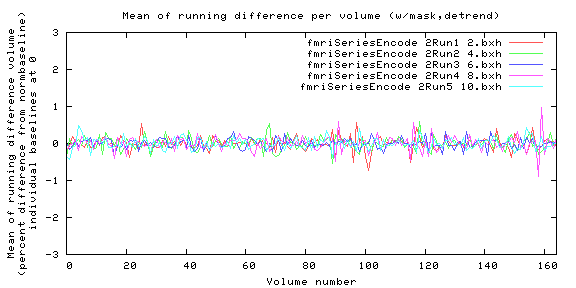 Mean of running difference per volume (w/mask,detrend)
Mean of running difference volume
(percent difference from normbaseline)
individual baselines at 0
3
2
1
0
-1
-2
-3
fmriSeriesEncode 2Run1 2.bxh
fmriSeriesEncode 2Run2 4.bxh
fmriSeriesEncode 2Run3 6.bxh
fmriSeriesEncode 2Run4 8.bxh
fmriSeriesEncode 2Run5 10.bxh
0 20 40 60 80 100 120 140 160
Volume number